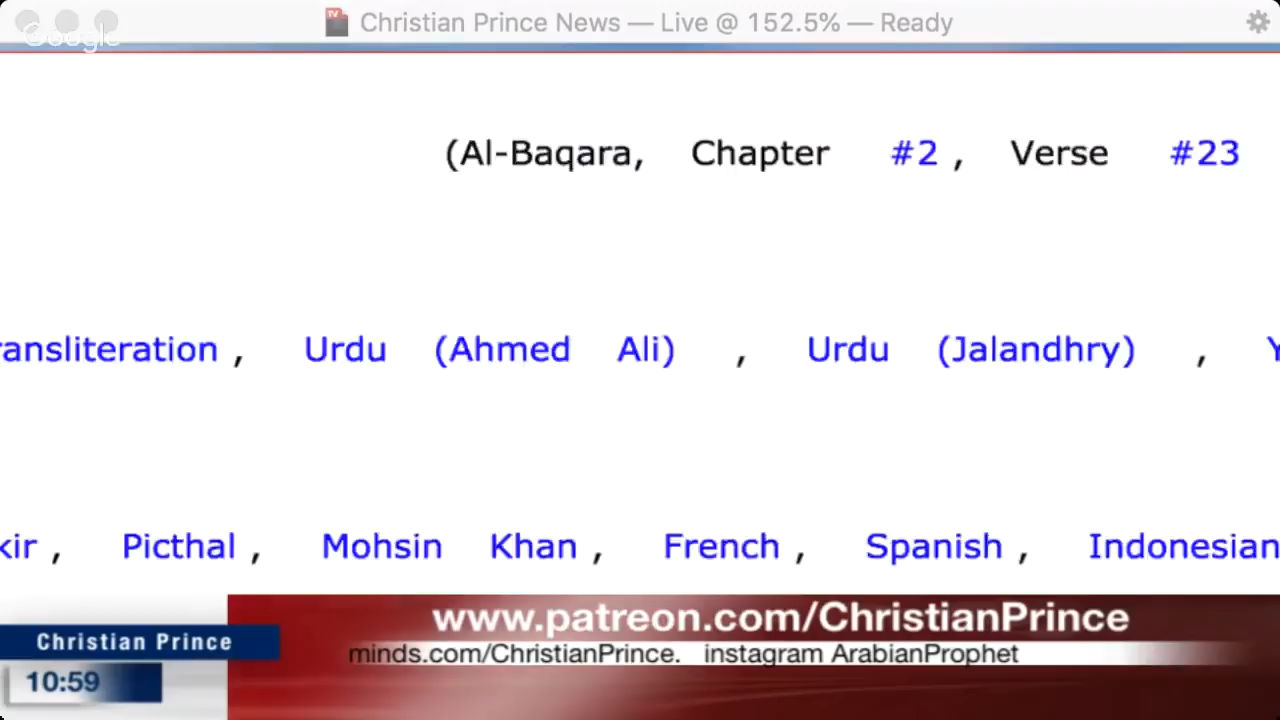 Christian Prince News — Live @ 152.5% — Ready
Google
(Al-Baqara, Chapter #2 , Verse #23
ransliteration , Urdu (Ahmed Ali) , Urdu (Jalandhry) , Y
kir , Picthal , Mohsin Khan , French , Spanish , Indonesian
www.patreon.com/ChristianPrince
minds.com/ChristianPrince. instagram ArabianProphet
Christian Prince
10:59